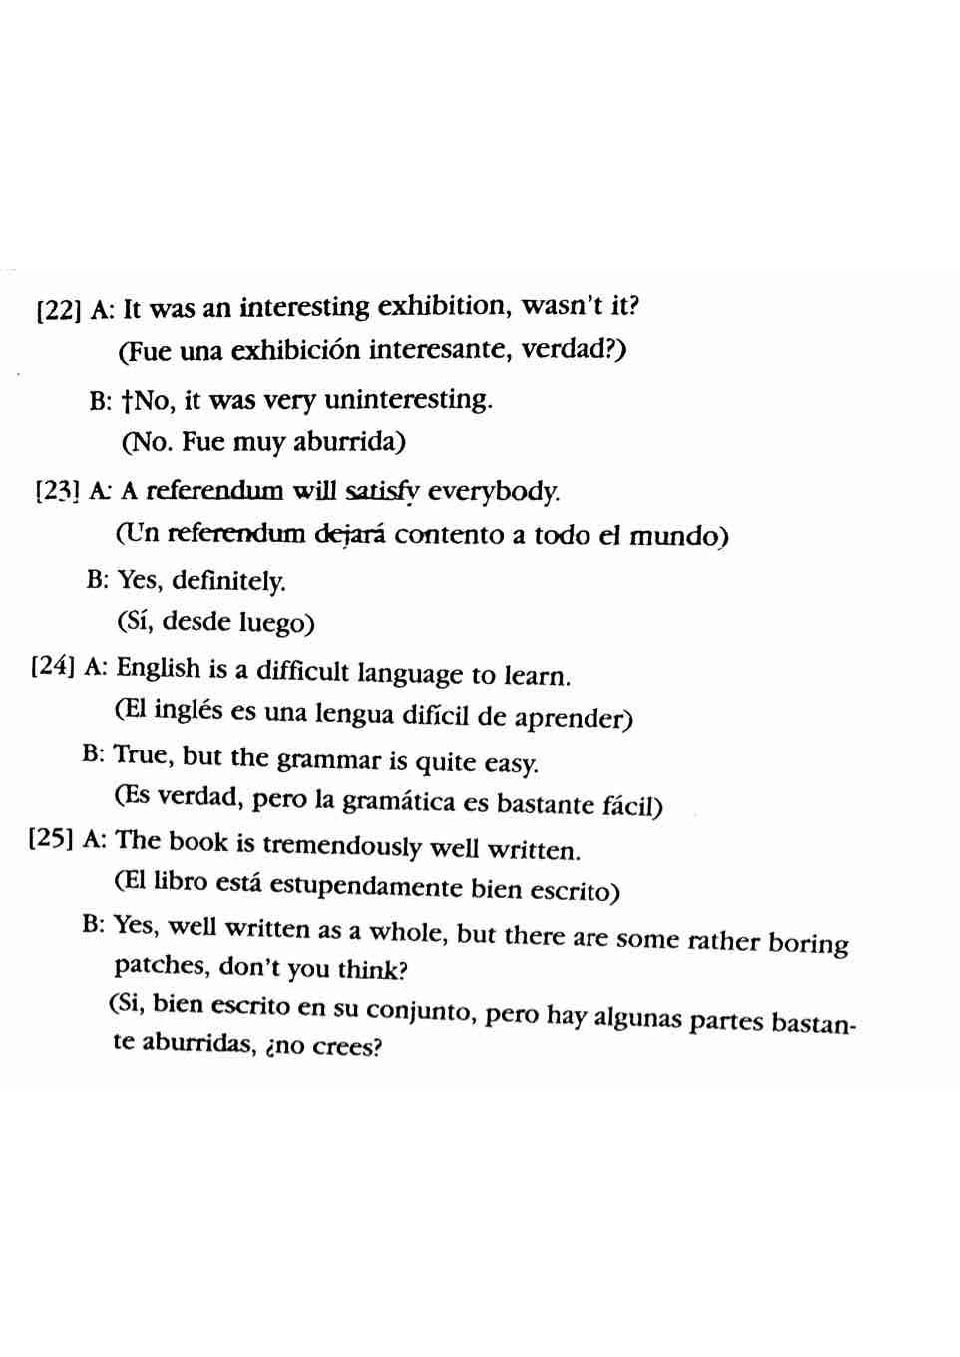 [22] A: It was an interesting exhibition, wasn't it?
(Fue una exhibición interesante, verdad?)
B: †No, it was very uninteresting.
(No. Fue muy aburrida)
[23] A: A referendum will satisfy everybody.
(Un referendum dejará contento a todo el mundo)
B: Yes, definitely.
(Sí, desde luego)
[24] A: English is a difficult language to learn.
(El inglés es una lengua difícil de aprender)
B: True, but the grammar is quite easy.
(Es verdad, pero la gramática es bastante fácil)
[25] A: The book is tremendously well written.
(El libro está estupendamente bien escrito)
B: Yes, well written as a whole, but there are some rather boring
patches, don't you think?
(Si, bien escrito en su conjunto, pero hay algunas partes bastan-
te aburridas, ¿no crees?